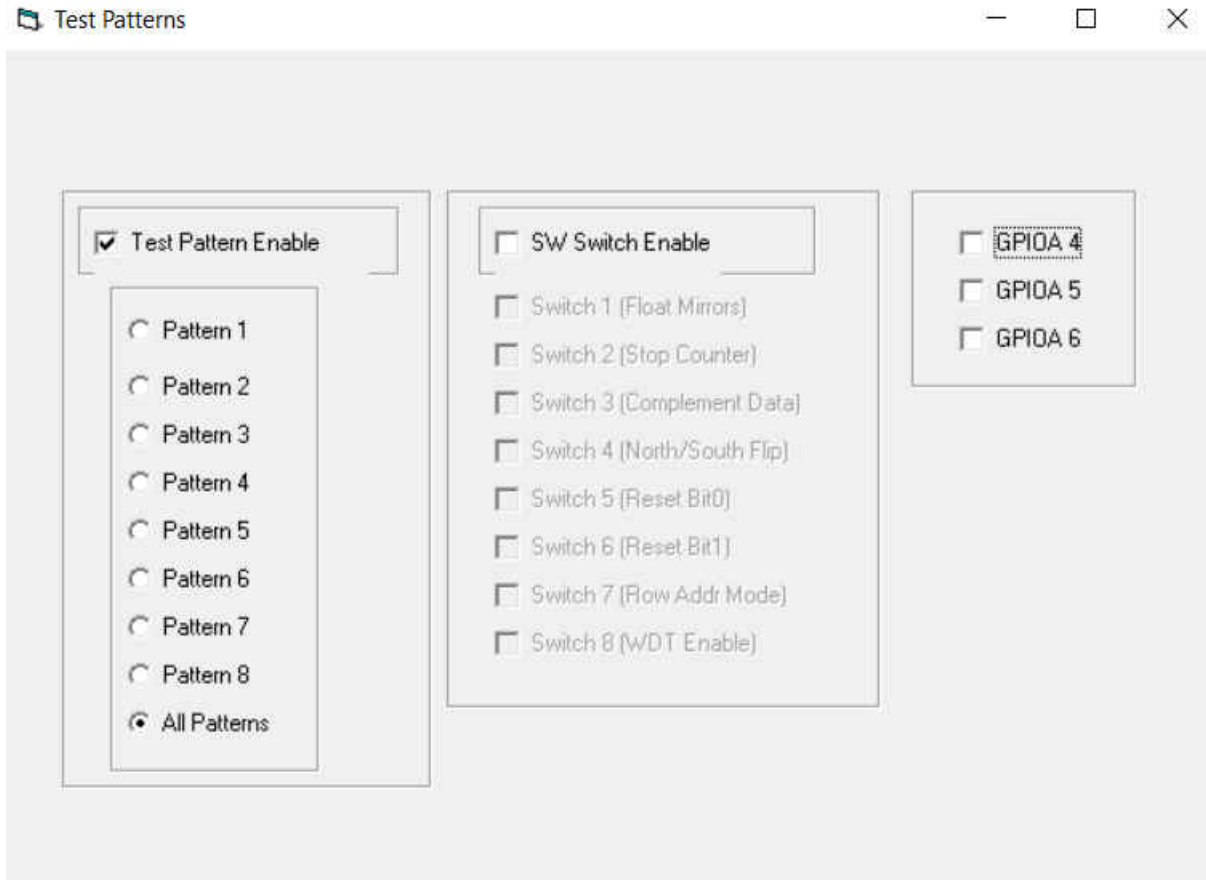 Test Patterns
Test Pattern Enable
Pattern 1
Pattern 2
Pattern 3
Pattern 4
Pattern 5
Pattern 6
Pattern 7
Pattern 8
All Patterns
SW Switch Enable
Switch 1 (Float Mirrors)
Switch 2 (Stop Counter)
Switch 3 (Complement Data)
Switch 4 (North/South Flip)
Switch 5 (Reset Bit0)
Switch 6 (Reset Bit1)
Switch 7 (Row Addr Mode)
Switch 8 (WDT Enable)
GPIOA 4
GPIOA 5
GPIOA 6